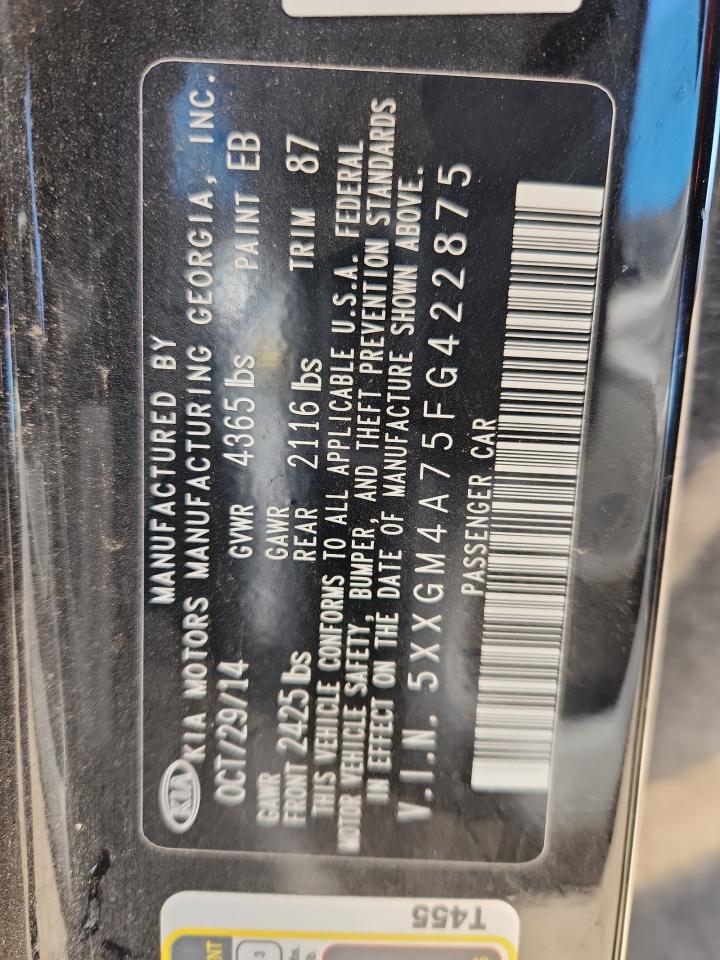 MANUFACTURED BY
KIA KIA MOTORS MANUFACTURING GEORGIA, INC.
OCT/29/14 GVWR 4365 lbs PAINT EB
GAWR FRONT 2425 lbs GAWR REAR 2116 lbs TRIM 87
THIS VEHICLE CONFORMS TO ALL APPLICABLE U.S.A. FEDERAL
MOTOR VEHICLE SAFETY, BUMPER, AND THEFT PREVENTION STANDARDS
IN EFFECT ON THE DATE OF MANUFACTURE SHOWN ABOVE.
V.I.N. 5XXGM4A75FG422875
PASSENGER CAR
T455
3